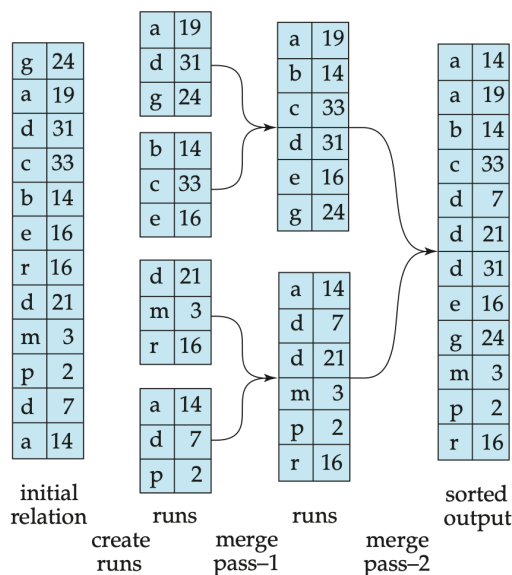 g 24
a 19
d 31
c 33
b 14
e 16
r 16
d 21
m 3
p 2
d 7
a 14
initial
relation
a 19
d 31
g 24
b 14
c 33
e 16
d 21
m 3
r 16
a 14
d 7
p 2
runs
create
runs
a 19
b 14
c 33
d 31
e 16
g 24
a 14
d 7
d 21
m 3
p 2
r 16
runs
merge
pass–1
a 14
a 19
b 14
c 33
d 7
d 21
d 31
e 16
g 24
m 3
p 2
r 16
sorted
output
merge
pass–2